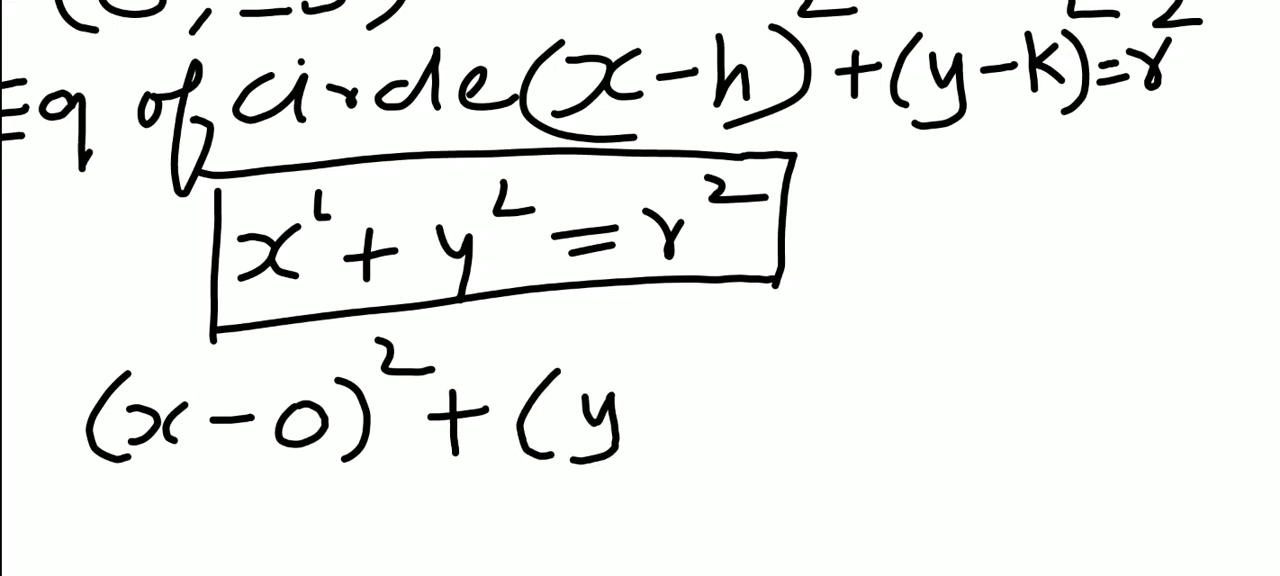 Eq of circle (x-h)² + (y-k)² = r²
x² + y² = r²
(x-0)² + (y